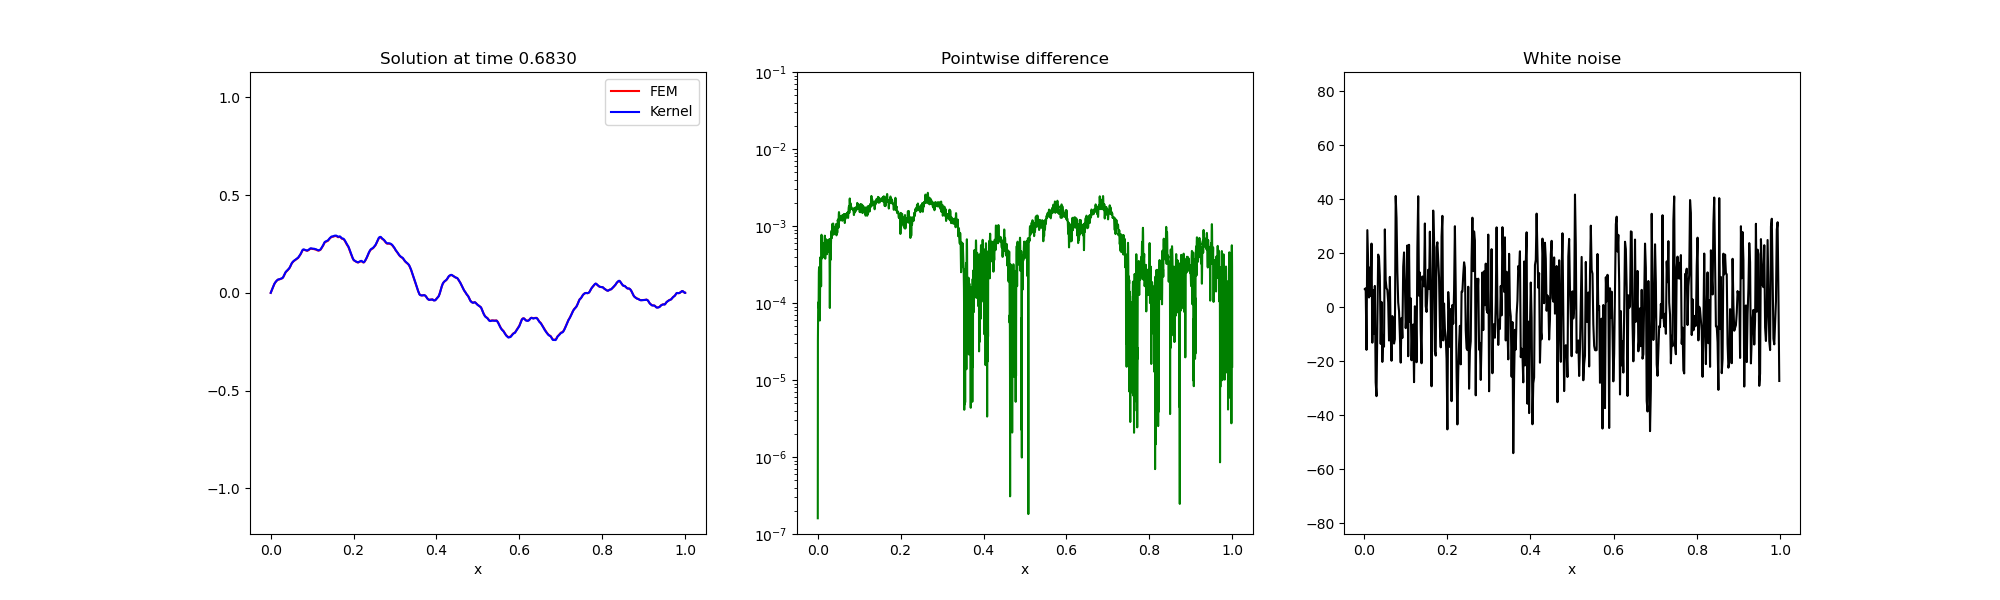 Solution at time 0.6830
1.0
0.5
0.0
−0.5
−1.0
FEM
Kernel
0.0 0.2 0.4 0.6 0.8 1.0
x
Pointwise difference
10⁻¹
10⁻²
10⁻³
10⁻⁴
10⁻⁵
10⁻⁶
10⁻⁷
0.0 0.2 0.4 0.6 0.8 1.0
x
White noise
80
60
40
20
0
−20
−40
−60
−80
0.0 0.2 0.4 0.6 0.8 1.0
x